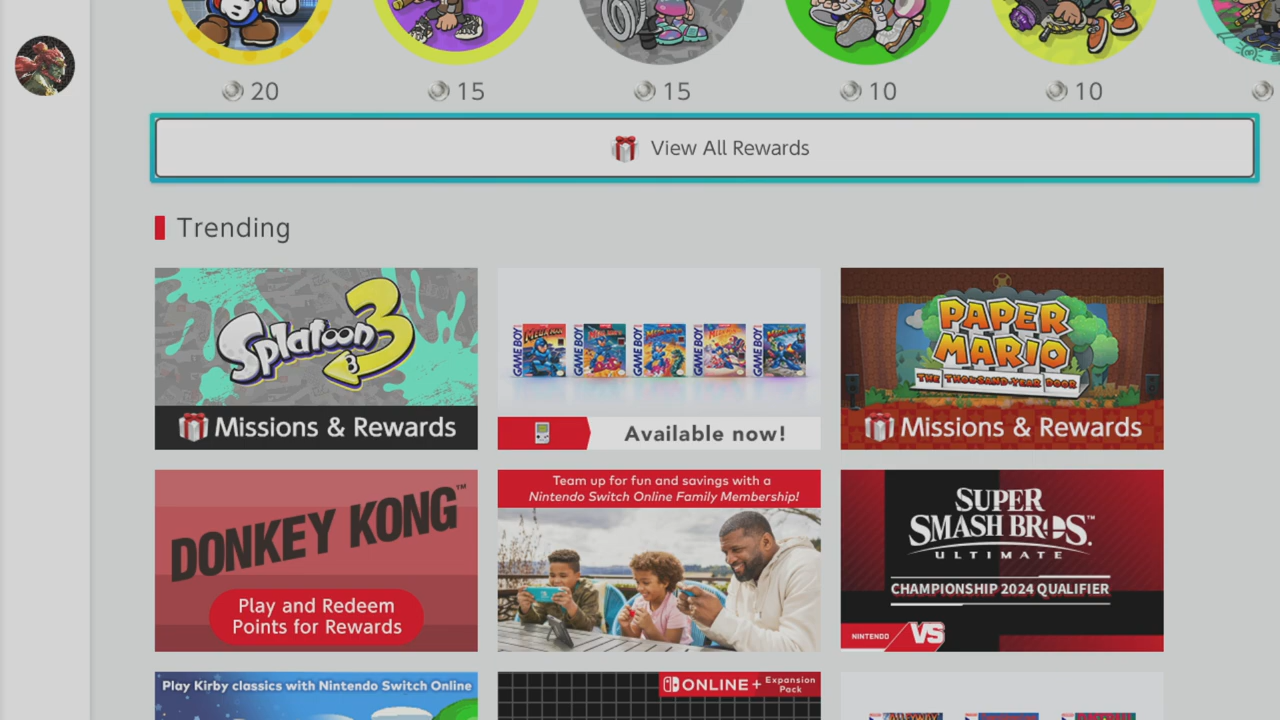 20
15
15
10
10
View All Rewards
Trending
Splatoon 3
Missions & Rewards
GAME BOY
GAME BOY
GAME BOY
GAME BOY
GAME BOY
Available now!
PAPER
MARIO
THE THOUSAND-YEAR DOOR
Missions & Rewards
DONKEY KONG™
Play and Redeem
Points for Rewards
Team up for fun and savings with a
Nintendo Switch Online Family Membership!
SUPER
SMASH BROS.™
ULTIMATE
CHAMPIONSHIP 2024 QUALIFIER
NINTENDO VS
Play Kirby classics with Nintendo Switch Online
ONLINE + Expansion
Pack